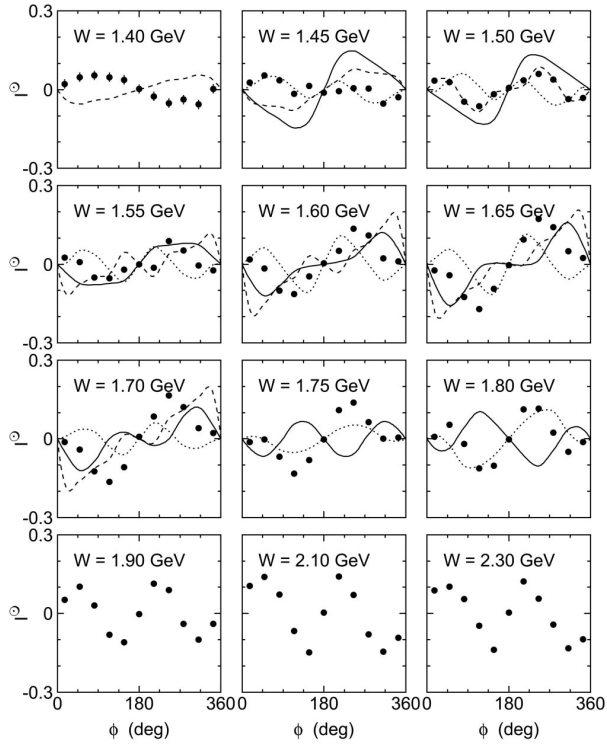 0.3
W = 1.40 GeV
W = 1.45 GeV
W = 1.50 GeV
I⊙
0
-0.3
0.3
W = 1.55 GeV
W = 1.60 GeV
W = 1.65 GeV
I⊙
0
-0.3
0.3
W = 1.70 GeV
W = 1.75 GeV
W = 1.80 GeV
I⊙
0
-0.3
0.3
W = 1.90 GeV
W = 2.10 GeV
W = 2.30 GeV
I⊙
0
-0.3
0 180 360 0 180 360 0 180 360
ϕ (deg) ϕ (deg) ϕ (deg)